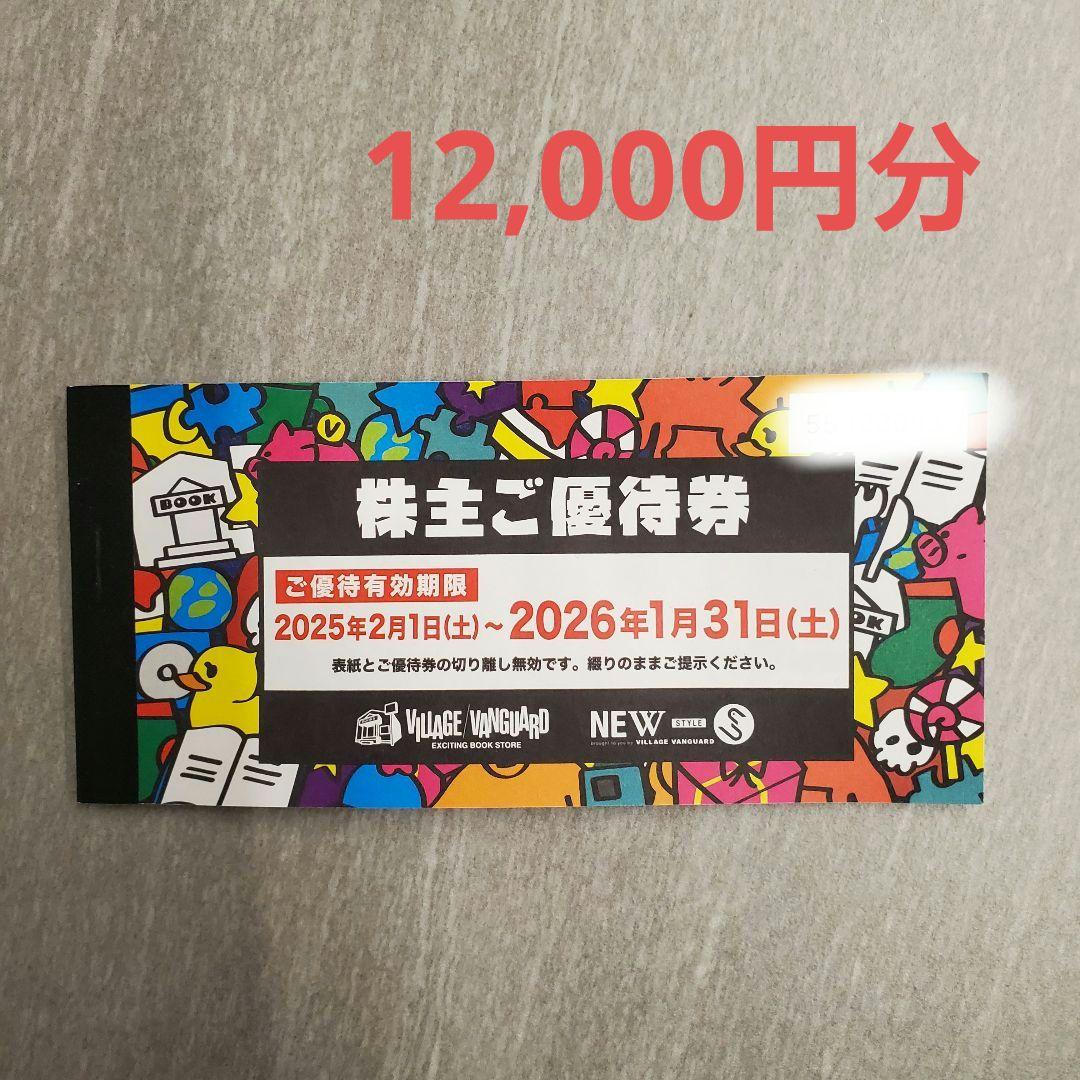 12,000円分
V
BOOK
株主ご優待券
ご優待有効期限
2025年2月1日(土)～2026年1月31日(土)
表紙とご優待券の切り離し無効です。綴りのままご提示ください。
VILLAGE/VANGUARD
EXCITING BOOK STORE
NEW STYLE
brought to you by VILLAGE VANGUARD